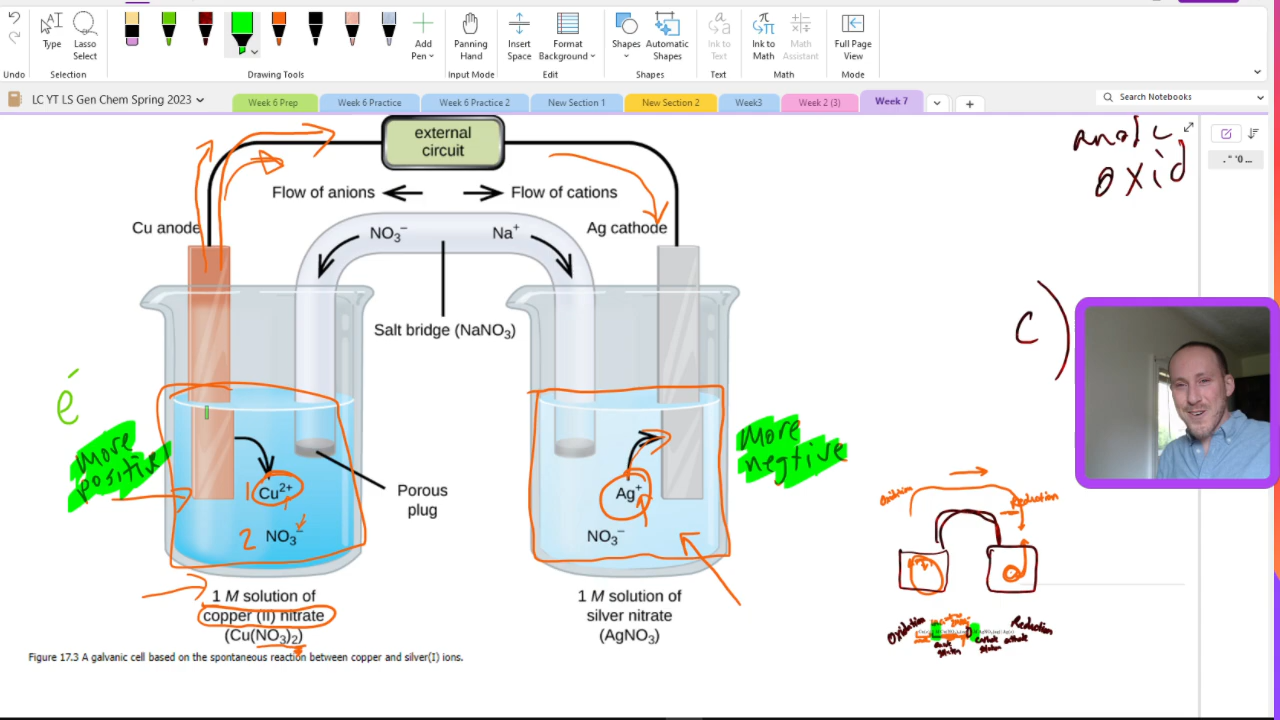 Type
Lasso
Select
Add
Pen
Panning
Hand
Insert
Space
Format
Background
Shapes
Automatic
Shapes
Ink to
Text
Ink to
Math
Math
Assistant
Full Page
View
Undo
Selection
Drawing Tools
Input Mode
Edit
Shapes
Text
Math
Mode
LC YT LS Gen Chem Spring 2023
Week 6 Prep
Week 6 Practice
Week 6 Practice 2
New Section 1
New Section 2
Week3
Week 2 (3)
Week 7
Search Notebooks
external
circuit
Flow of anions
Flow of cations
Cu anode
NO₃⁻
Na⁺
Ag cathode
Salt bridge (NaNO₃)
oxid
C)
é
More
positive
More
negtive
1 Cu²⁺
2 NO₃⁻
Porous
plug
Ag⁺
NO₃⁻
1 M solution of
copper (II) nitrate
(Cu(NO₃)₂)
1 M solution of
silver nitrate
(AgNO₃)
Oxidation
Reduction
Oxidation
Reduction
Figure 17.3 A galvanic cell based on the spontaneous reaction between copper and silver(I) ions.